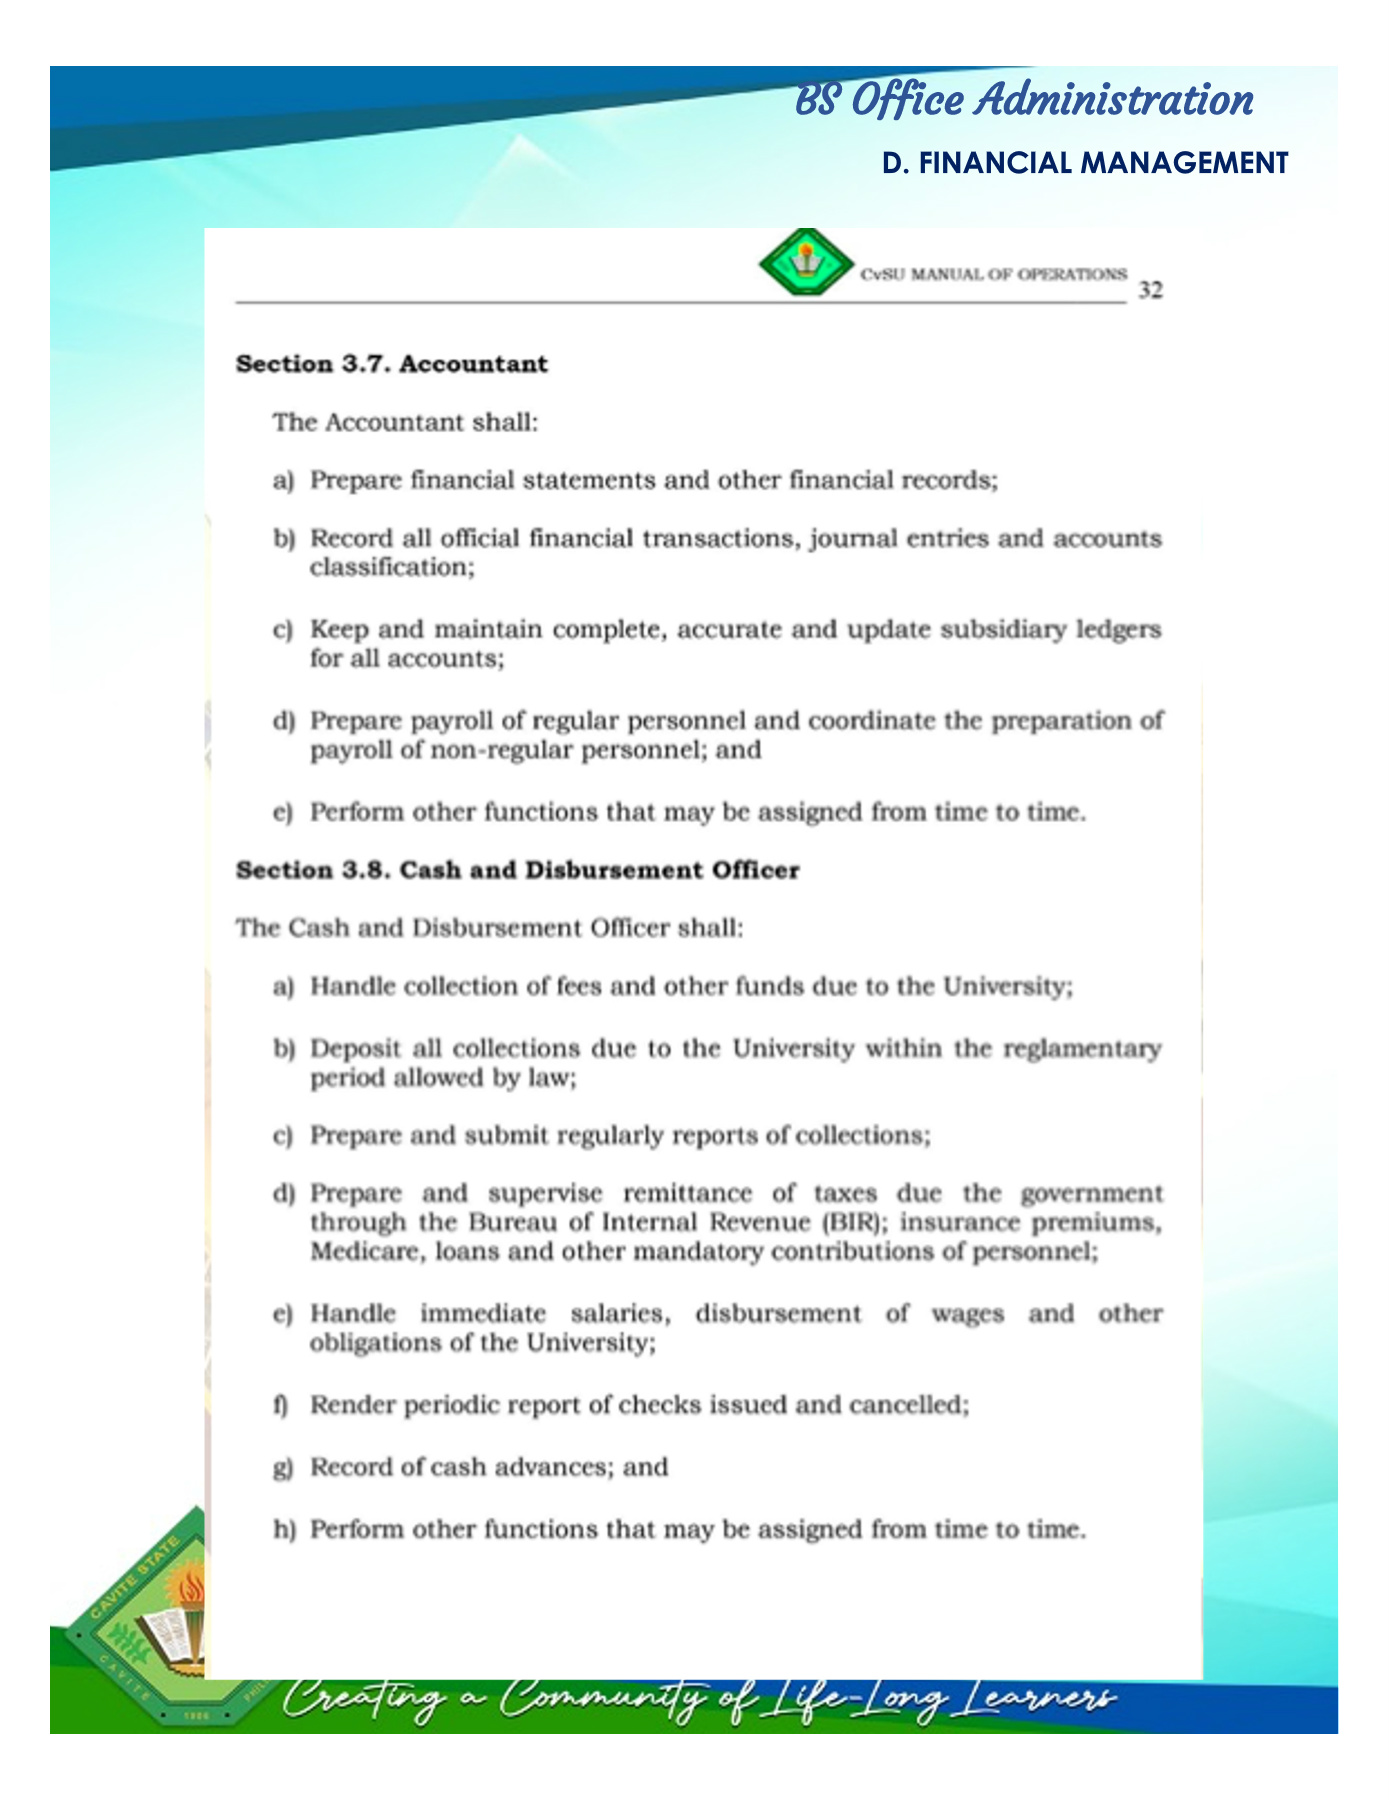 BS Office Administration
D. FINANCIAL MANAGEMENT
CvSU MANUAL OF OPERATIONS
32
Section 3.7. Accountant
The Accountant shall:
a) Prepare financial statements and other financial records;
b) Record all official financial transactions, journal entries and accounts
classification;
c) Keep and maintain complete, accurate and update subsidiary ledgers
for all accounts;
d) Prepare payroll of regular personnel and coordinate the preparation of
payroll of non-regular personnel; and
e) Perform other functions that may be assigned from time to time.
Section 3.8. Cash and Disbursement Officer
The Cash and Disbursement Officer shall:
a) Handle collection of fees and other funds due to the University;
b) Deposit all collections due to the University within the reglamentary
period allowed by law;
c) Prepare and submit regularly reports of collections;
d) Prepare and supervise remittance of taxes due the government
through the Bureau of Internal Revenue (BIR); insurance premiums,
Medicare, loans and other mandatory contributions of personnel;
e) Handle immediate salaries, disbursement of wages and other
obligations of the University;
f) Render periodic report of checks issued and cancelled;
g) Record of cash advances; and
h) Perform other functions that may be assigned from time to time.
CAVITE STATE
CAVITE
1906
Creating a Community of Life-Long Learners